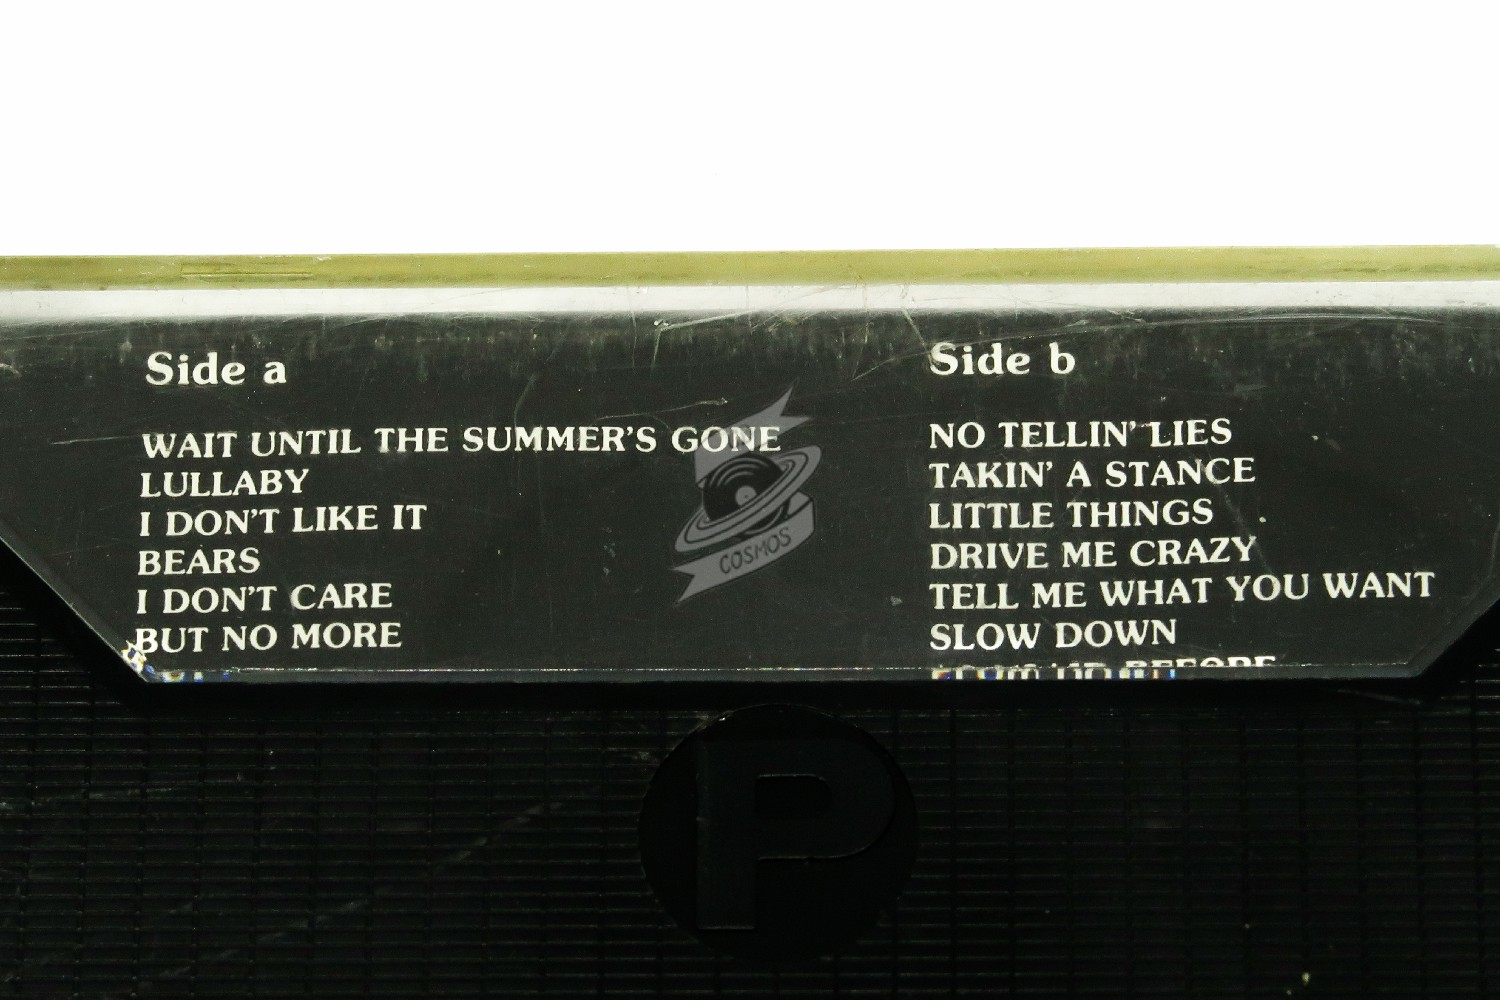 Side a
WAIT UNTIL THE SUMMER'S GONE
LULLABY
I DON'T LIKE IT
BEARS
I DON'T CARE
BUT NO MORE
Side b
NO TELLIN' LIES
TAKIN' A STANCE
LITTLE THINGS
DRIVE ME CRAZY
TELL ME WHAT YOU WANT
SLOW DOWN
BEFORE
COSMOS
P